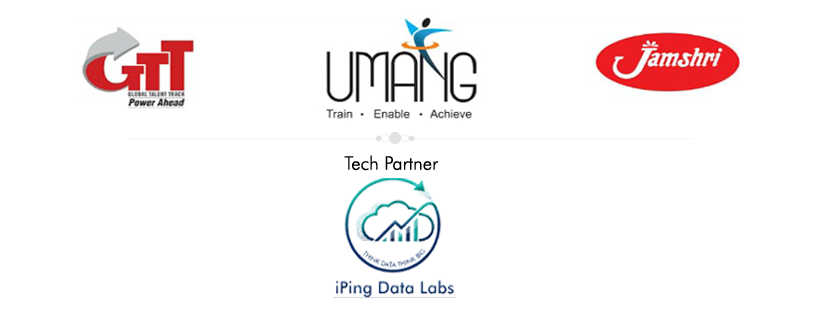 GTT
GLOBAL TALENT TRACK
Power Ahead
UMANG
Train • Enable • Achieve
Jamshri
Tech Partner
THINK DATA THINK BIG
iPing Data Labs